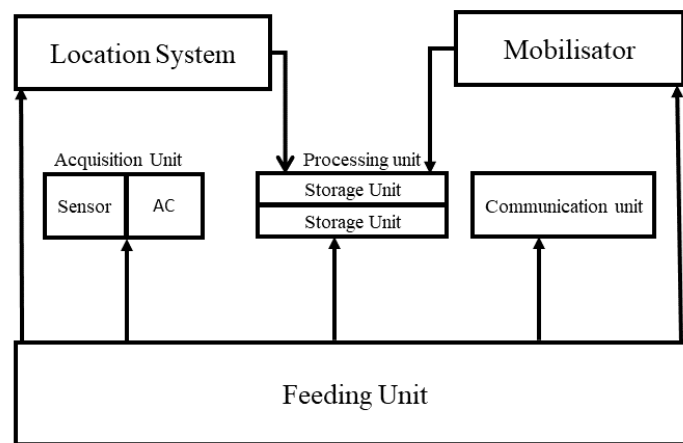 Location System
Mobilisator
Acquisition Unit
Processing unit
Sensor
AC
Storage Unit
Storage Unit
Communication unit
Feeding Unit